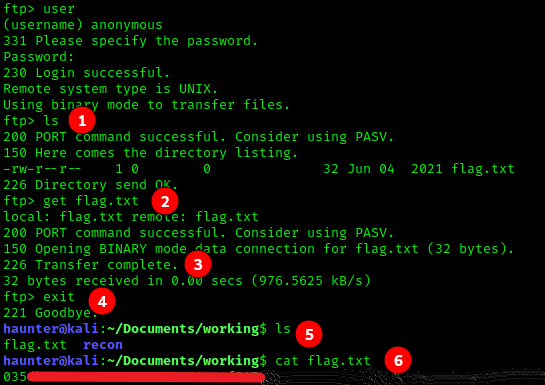 ftp> user
(username) anonymous
331 Please specify the password.
Password:
230 Login successful.
Remote system type is UNIX.
Using binary mode to transfer files.
ftp> ls 1
200 PORT command successful. Consider using PASV.
150 Here comes the directory listing.
-rw-r--r-- 1 0 0 32 Jun 04 2021 flag.txt
226 Directory send OK.
ftp> get flag.txt 2
local: flag.txt remote: flag.txt
200 PORT command successful. Consider using PASV.
150 Opening BINARY mode data connection for flag.txt (32 bytes).
226 Transfer complete. 3
32 bytes received in 0.00 secs (976.5625 kB/s)
ftp> exit 4
221 Goodbye.
haunter@kali:~/Documents/working$ ls 5
flag.txt recon
haunter@kali:~/Documents/working$ cat flag.txt 6
035